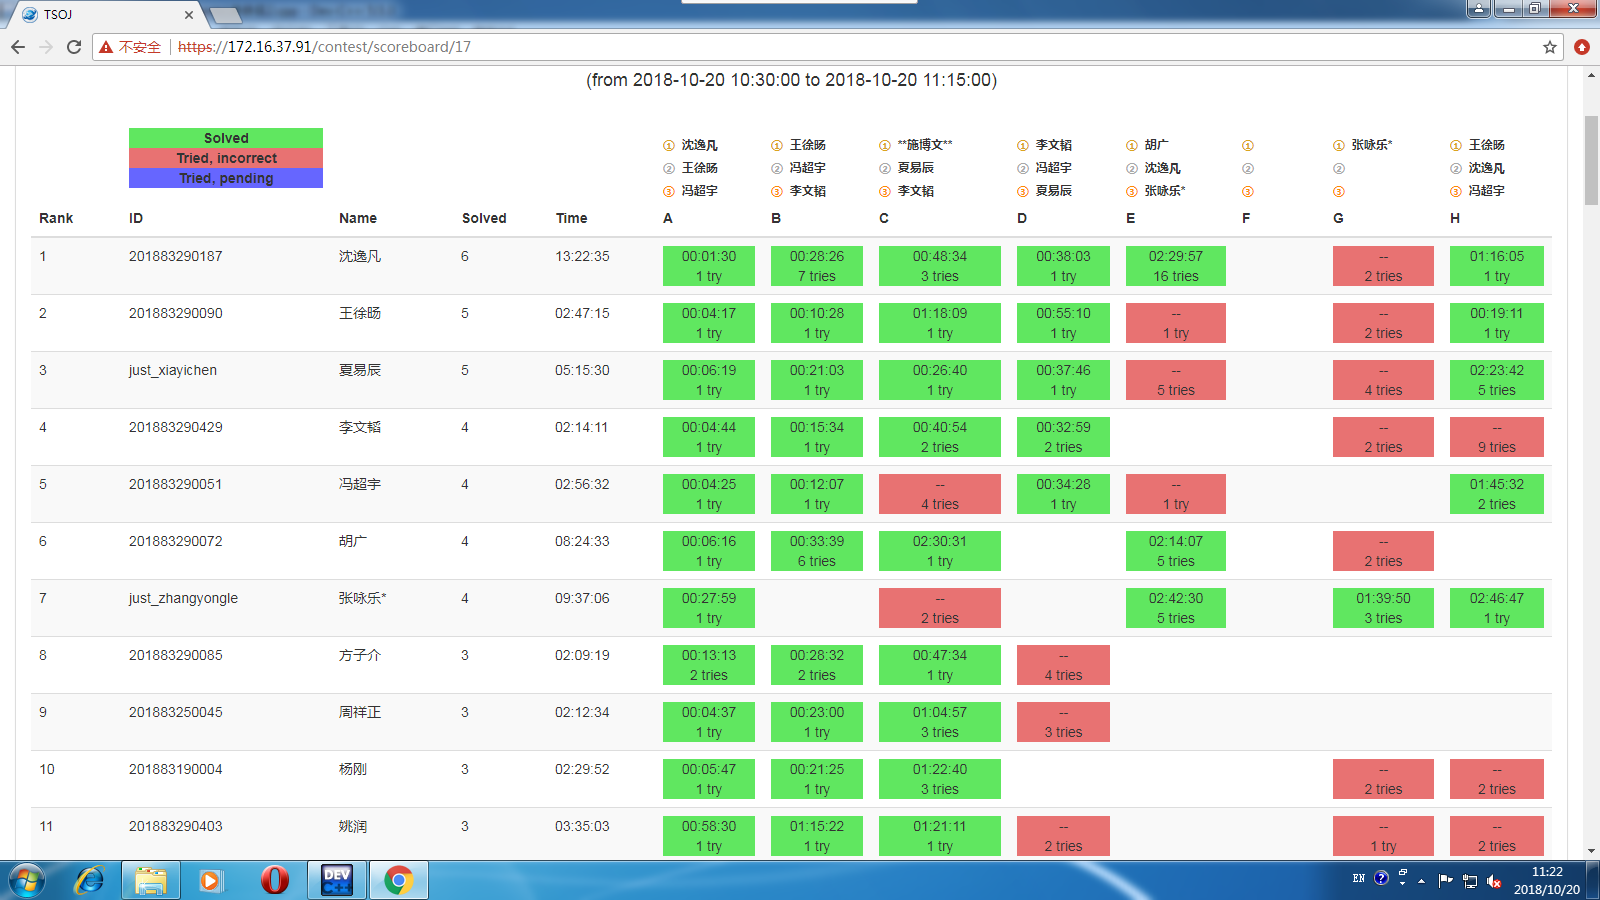 TSOJ
不安全 https://172.16.37.91/contest/scoreboard/17
(from 2018-10-20 10:30:00 to 2018-10-20 11:15:00)
Solved
Tried, incorrect
Tried, pending
① 沈逸凡 ① 王徐旸 ① **施博文** ① 李文韬 ① 胡广 ① ① 张咏乐* ① 王徐旸
② 王徐旸 ② 冯超宇 ② 夏易辰 ② 冯超宇 ② 沈逸凡 ② ② ② 沈逸凡
③ 冯超宇 ③ 李文韬 ③ 李文韬 ③ 夏易辰 ③ 张咏乐* ③ ③ ③ 冯超宇
Rank ID Name Solved Time A B C D E F G H
1 201883290187 沈逸凡 6 13:22:35 00:01:30 00:28:26 00:48:34 00:38:03 02:29:57 -- 01:16:05
1 try 7 tries 3 tries 1 try 16 tries 2 tries 1 try
2 201883290090 王徐旸 5 02:47:15 00:04:17 00:10:28 01:18:09 00:55:10 -- -- 00:19:11
1 try 1 try 1 try 1 try 1 try 2 tries 1 try
3 just_xiayichen 夏易辰 5 05:15:30 00:06:19 00:21:03 00:26:40 00:37:46 -- -- 02:23:42
1 try 1 try 1 try 1 try 5 tries 4 tries 5 tries
4 201883290429 李文韬 4 02:14:11 00:04:44 00:15:34 00:40:54 00:32:59 -- --
1 try 1 try 2 tries 2 tries 2 tries 9 tries
5 201883290051 冯超宇 4 02:56:32 00:04:25 00:12:07 -- 00:34:28 -- 01:45:32
1 try 1 try 4 tries 1 try 1 try 2 tries
6 201883290072 胡广 4 08:24:33 00:06:16 00:33:39 02:30:31 02:14:07 --
1 try 6 tries 1 try 5 tries 2 tries
7 just_zhangyongle 张咏乐* 4 09:37:06 00:27:59 -- 02:42:30 01:39:50 02:46:47
1 try 2 tries 5 tries 3 tries 1 try
8 201883290085 方子介 3 02:09:19 00:13:13 00:28:32 00:47:34 --
2 tries 2 tries 1 try 4 tries
9 201883250045 周祥正 3 02:12:34 00:04:37 00:23:00 01:04:57 --
1 try 1 try 3 tries 3 tries
10 201883190004 杨刚 3 02:29:52 00:05:47 00:21:25 01:22:40 -- --
1 try 1 try 3 tries 2 tries 2 tries
11 201883290403 姚润 3 03:35:03 00:58:30 01:15:22 01:21:11 -- -- --
1 try 1 try 1 try 2 tries 1 try 2 tries
DEV C++
EN
11:22
2018/10/20